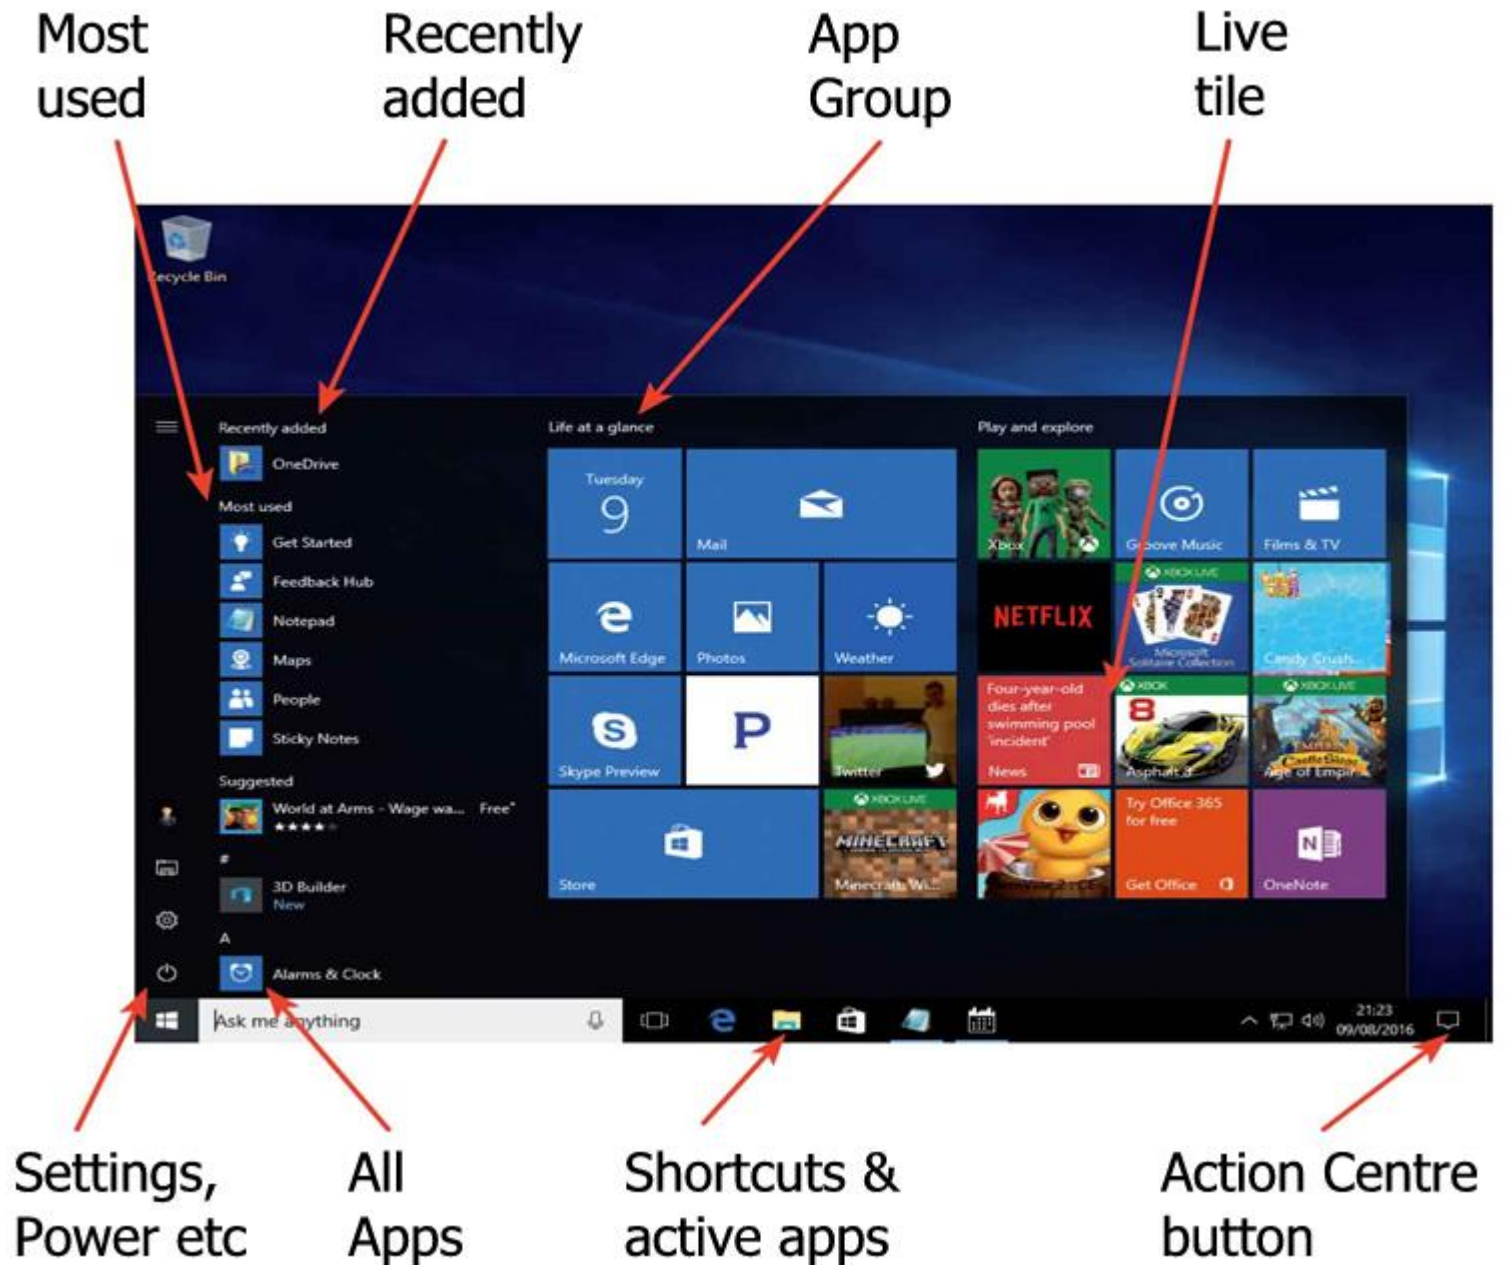 Most
used
Recently
added
App
Group
Live
tile
Recycle Bin
Recently added
OneDrive
Most used
Get Started
Feedback Hub
Notepad
Maps
People
Sticky Notes
Suggested
World at Arms - Wage wa... Free*
#
3D Builder
New
A
Alarms & Clock
Life at a glance
Tuesday
9
Mail
Microsoft Edge
Photos
Weather
Skype Preview
P
Twitter
Store
XBOX LIVE
MINECRAFT
Minecraft: Wi...
Play and explore
Xbox
Groove Music
Films & TV
NETFLIX
XBOX LIVE
Microsoft
Solitaire Collection
Candy Crush...
Four-year-old
dies after
swimming pool
'incident'
News
XBOX
8
Asphalt 8
XBOX LIVE
Age of Empir
Try Office 365
for free
Get Office
N
OneNote
Ask me anything
21:23
09/08/2016
Settings,
Power etc
All
Apps
Shortcuts &
active apps
Action Centre
button